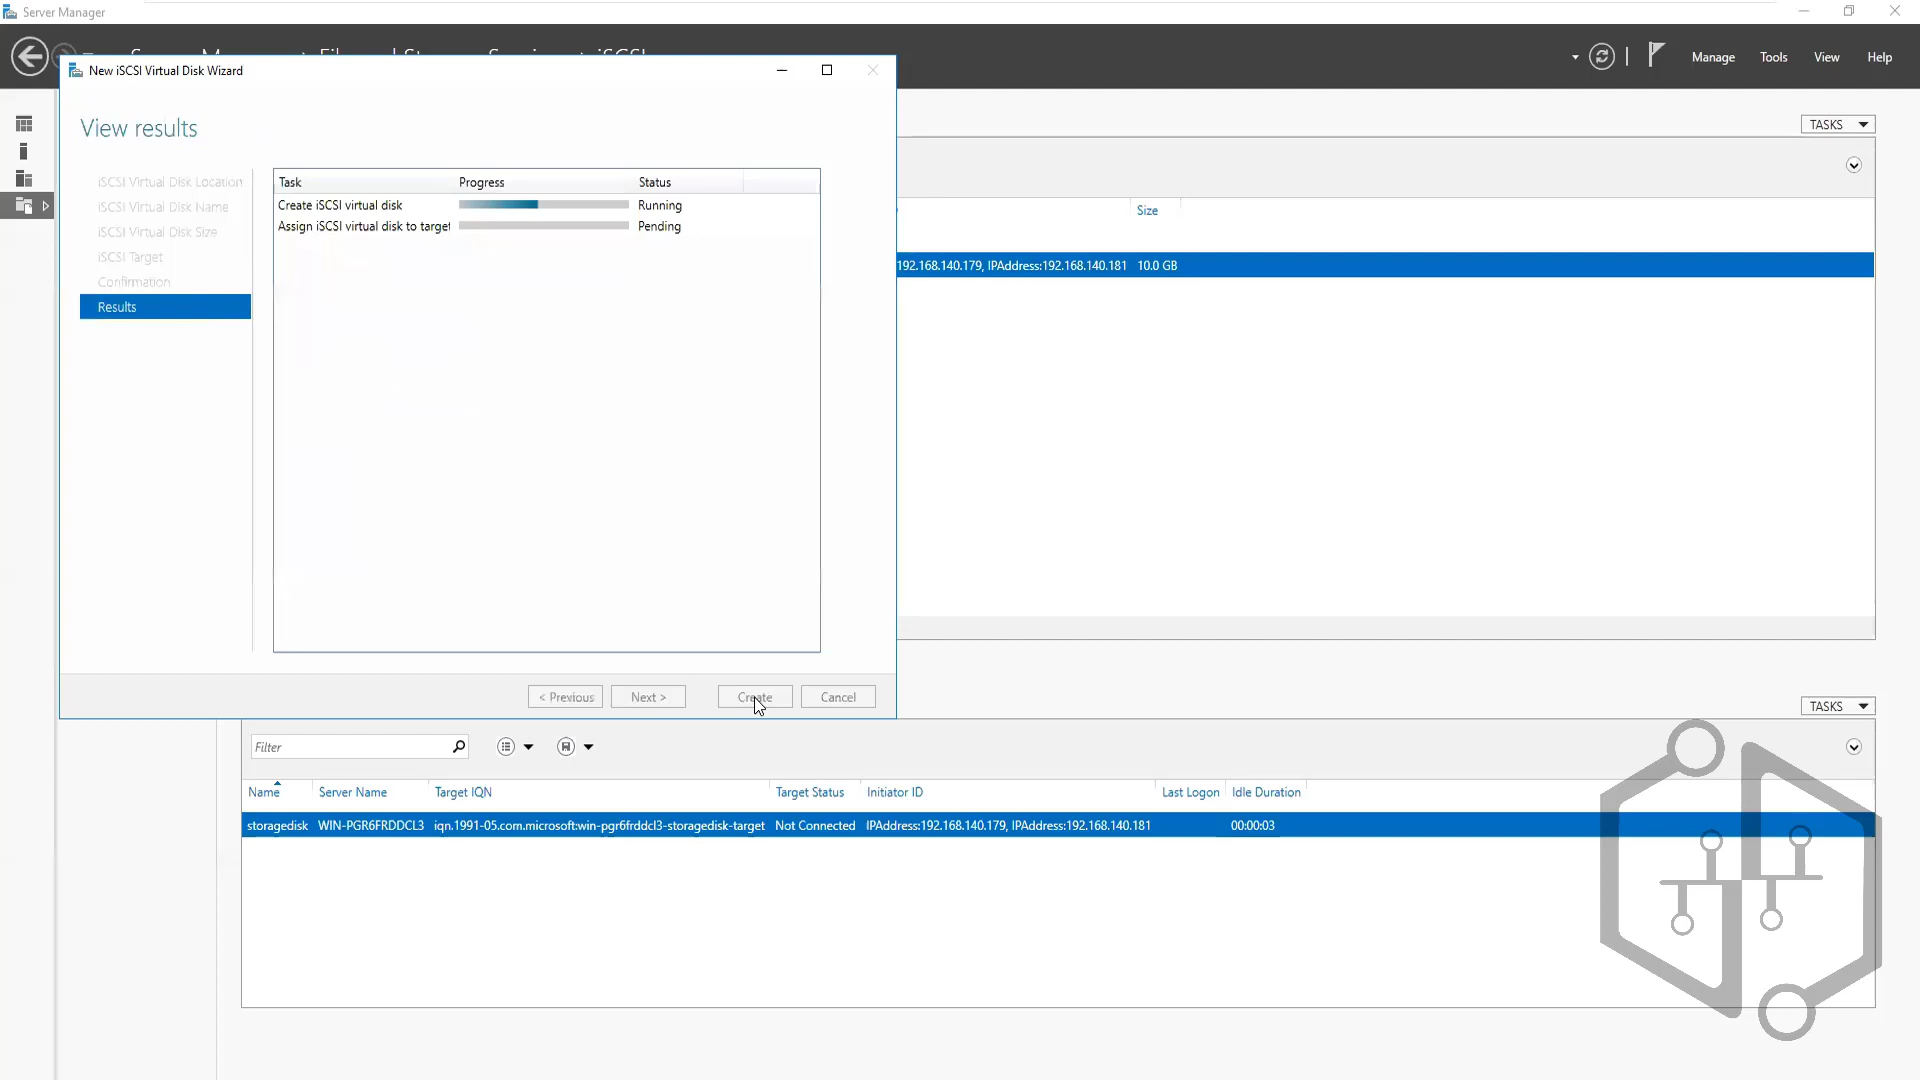 Server Manager
New iSCSI Virtual Disk Wizard
Manage
Tools
View
Help
View results
iSCSI Virtual Disk Location
iSCSI Virtual Disk Name
iSCSI Virtual Disk Size
iSCSI Target
Confirmation
Results
Task Progress Status
Create iSCSI virtual disk Running
Assign iSCSI virtual disk to target Pending
< Previous
Next >
Create
Cancel
TASKS
Size
192.168.140.179, IPAddress:192.168.140.181 10.0 GB
TASKS
Filter
Name Server Name Target IQN Target Status Initiator ID Last Logon Idle Duration
storagedisk WIN-PGR6FRDDCL3 iqn.1991-05.com.microsoft:win-pgr6frddcl3-storagedisk-target Not Connected IPAddress:192.168.140.179, IPAddress:192.168.140.181 00:00:03